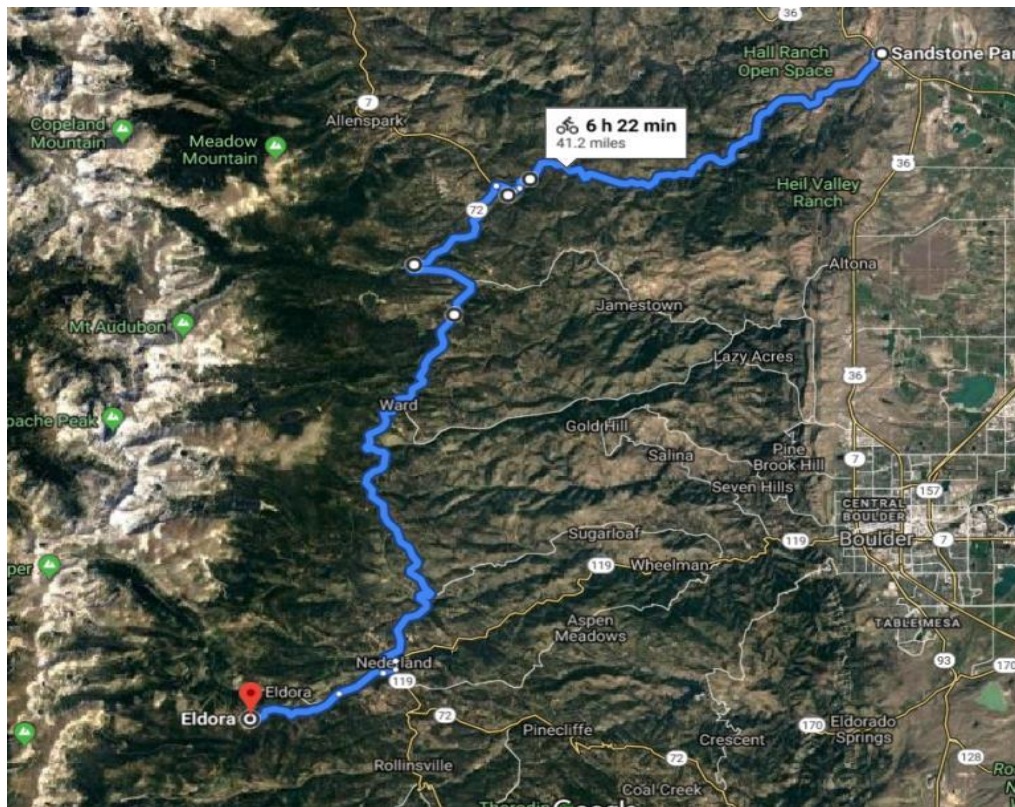 36
Hall Ranch
Open Space
Sandstone Par
7
Allenspark
Copeland
Mountain
Meadow
Mountain
6 h 22 min
41.2 miles
36
Heil Valley
Ranch
72
Altona
Jamestown
Mt Audubon
Lazy Acres
36
pache Peak
Ward
Gold Hill
Pine
Brook Hill
7
Salina
Seven Hills
157
CENTRAL
BOULDER
Sugarloaf
119
Boulder
7
per
119
Wheelman
Aspen
Meadows
TABLE MESA
Nederland
93
170
119
Eldora
Eldora
72
Pinecliffe
170
Eldorado
Springs
Crescent
72
128
Rollinsville
Coal Creek
Google